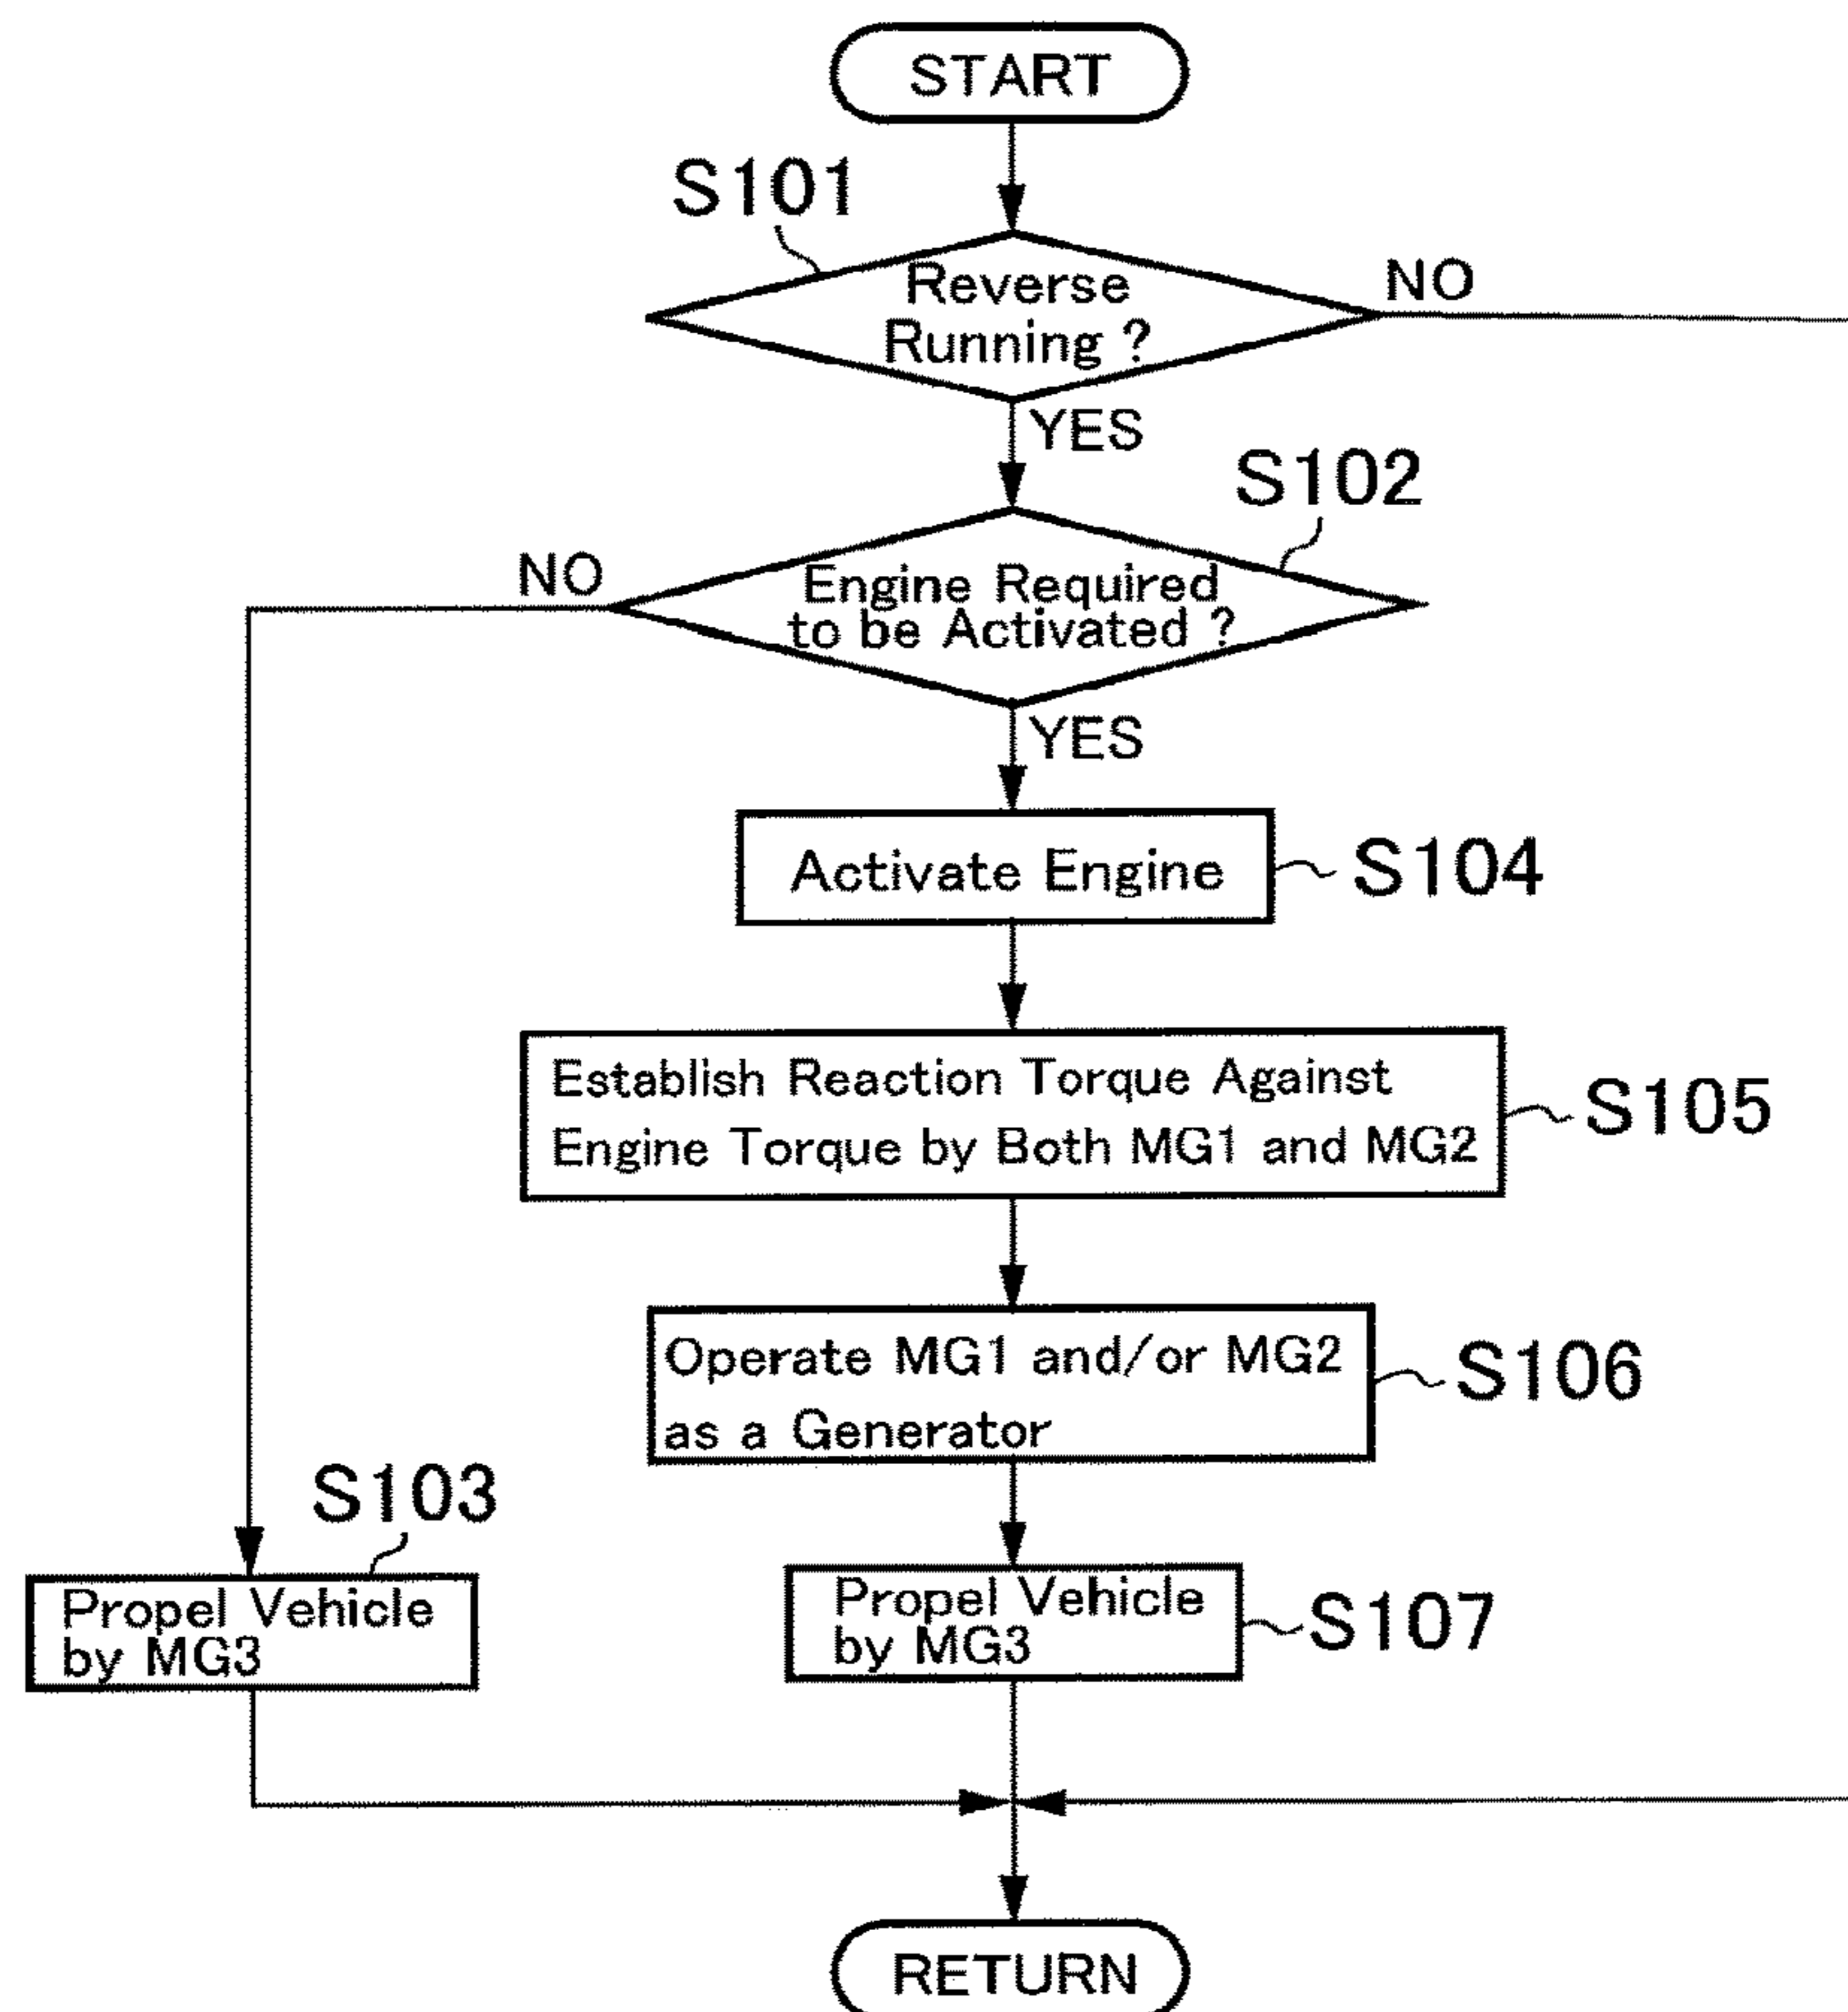 START
S101
Reverse
Running ?
NO
YES
S102
NO
Engine Required
to be Activated ?
YES
Activate Engine
S104
Establish Reaction Torque Against
Engine Torque by Both MG1 and MG2
S105
Operate MG1 and/or MG2
as a Generator
S106
S103
Propel Vehicle
by MG3
Propel Vehicle
by MG3
S107
RETURN